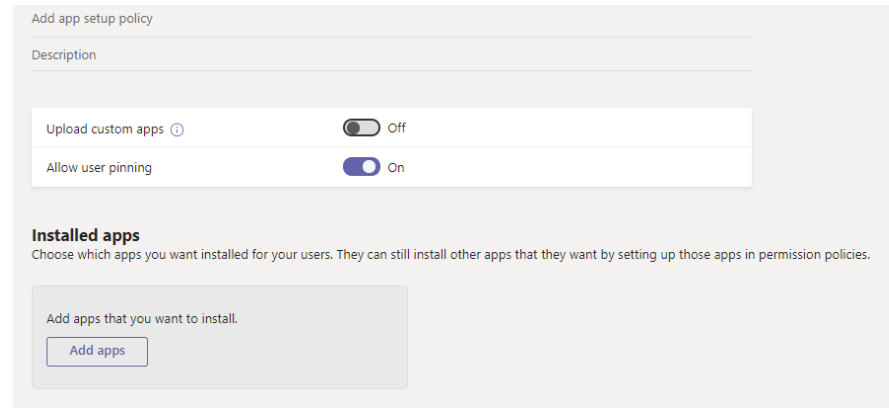 Add app setup policy
Description
Upload custom apps
Off
Allow user pinning
On
Installed apps
Choose which apps you want installed for your users. They can still install other apps that they want by setting up those apps in permission policies.
Add apps that you want to install.
Add apps